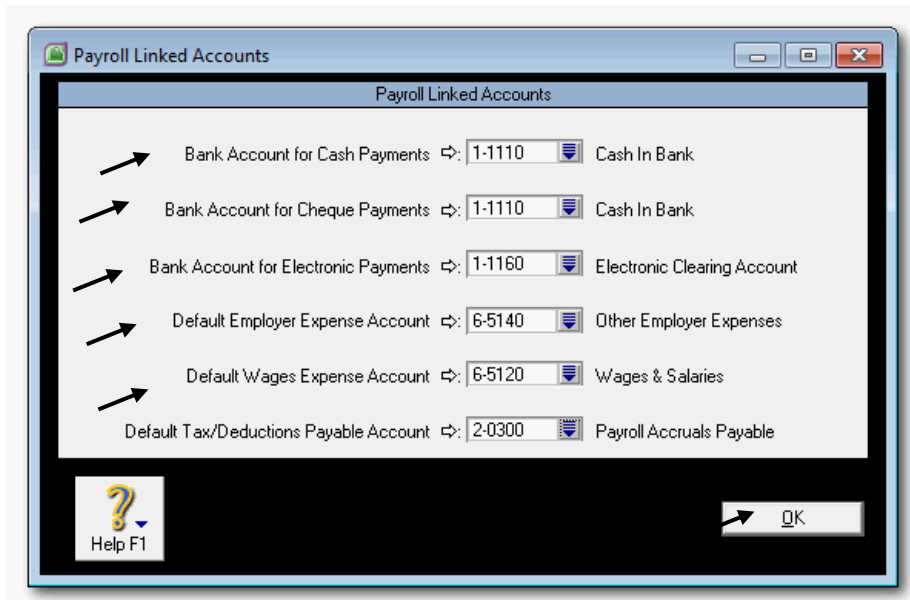 Payroll Linked Accounts
Payroll Linked Accounts
Bank Account for Cash Payments ⇨: 1-1110 Cash In Bank
Bank Account for Cheque Payments ⇨: 1-1110 Cash In Bank
Bank Account for Electronic Payments ⇨: 1-1160 Electronic Clearing Account
Default Employer Expense Account ⇨: 6-5140 Other Employer Expenses
Default Wages Expense Account ⇨: 6-5120 Wages & Salaries
Default Tax/Deductions Payable Account ⇨: 2-0300 Payroll Accruals Payable
OK
Help F1